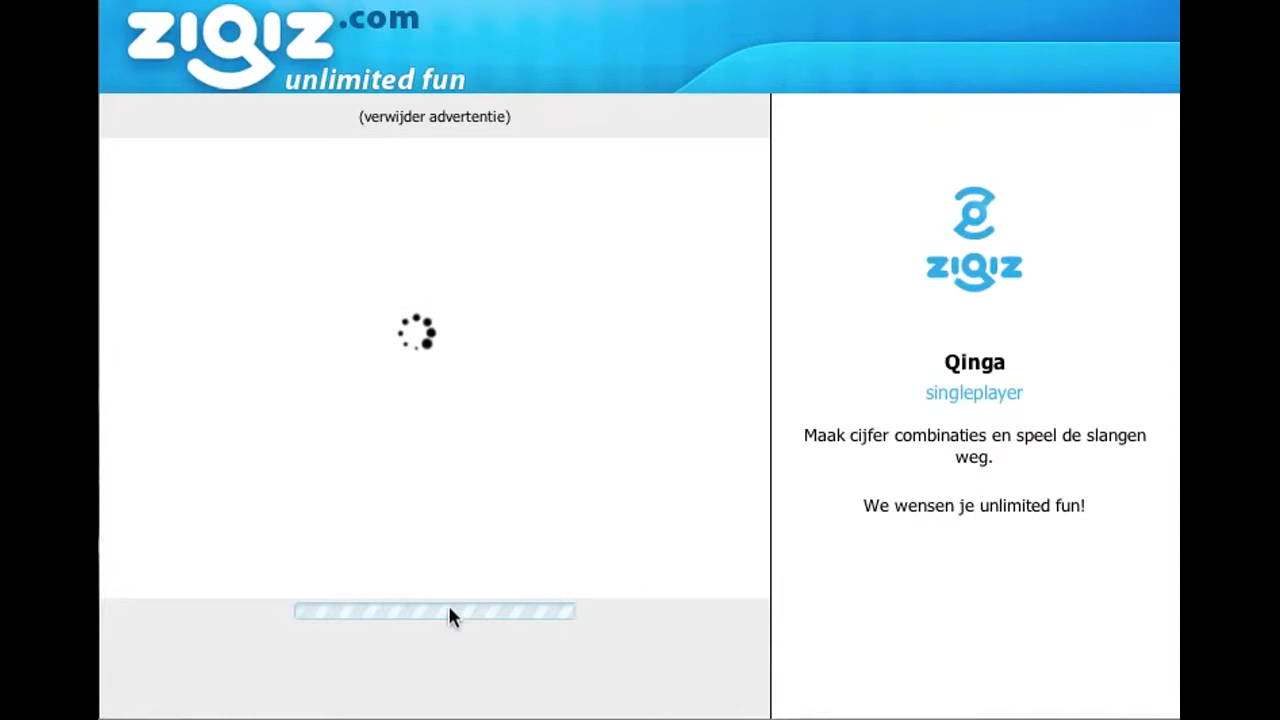 zigiz.com
unlimited fun
(verwijder advertentie)
zigiz
Qinga
singleplayer
Maak cijfer combinaties en speel de slangen
weg.
We wensen je unlimited fun!